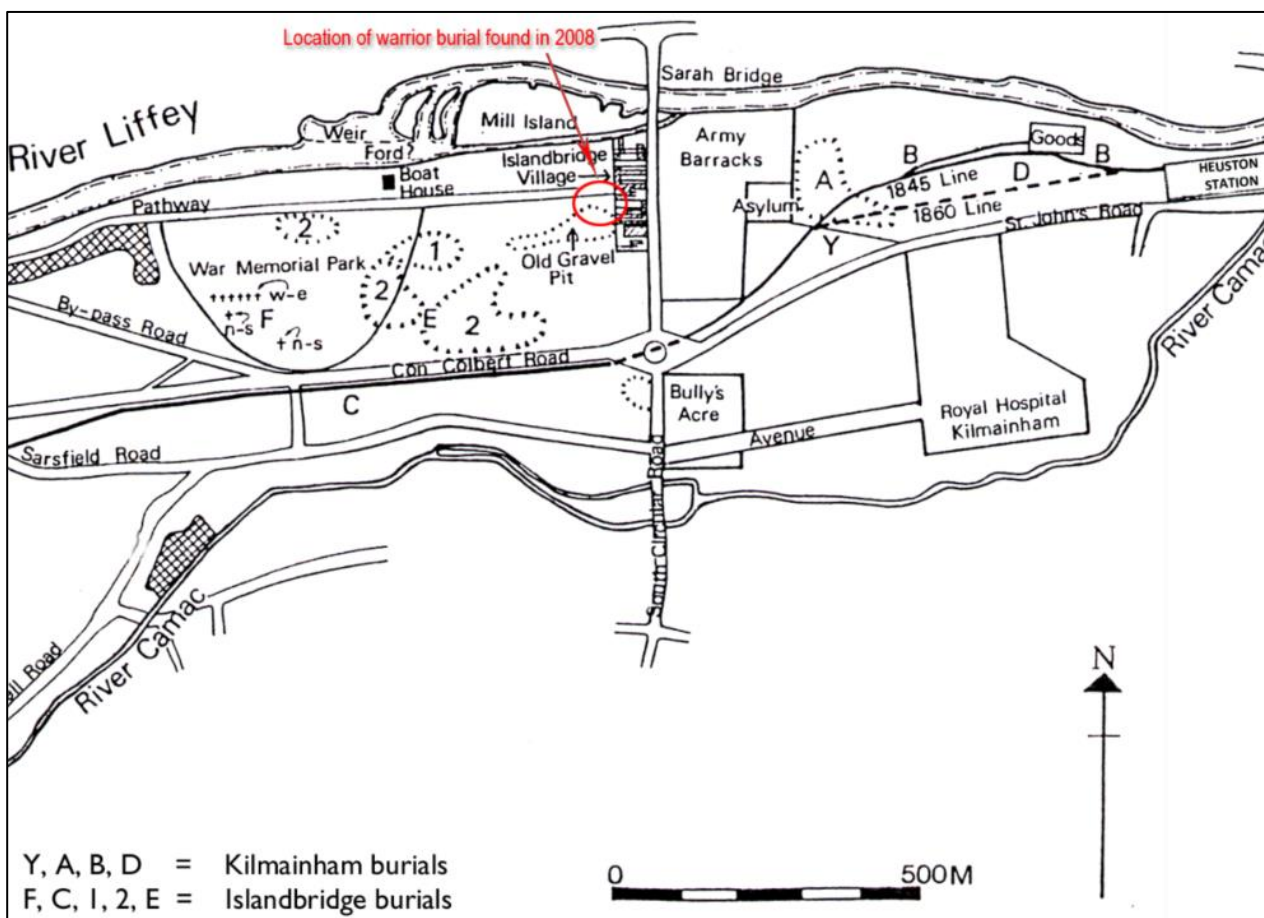 Location of warrior burial found in 2008
Sarah Bridge
River Liffey
Weir
Mill Island
Ford?
Army
Barracks
Goods
B
B
Islandbridge
Village
Boat
House
Pathway
A
D
1845 Line
HEUSTON
STATION
Asylum
1860 Line
St. John's Road
Y
2
1
Old Gravel
Pit
War Memorial Park
w-e
2
E
2
n-s
F
n-s
By-pass Road
River Camac
Con Colbert Road
C
Bully's
Acre
Royal Hospital
Kilmainham
Avenue
Sarsfield Road
South Circular Road
River Camac
Road
N
Y, A, B, D = Kilmainham burials
F, C, 1, 2, E = Islandbridge burials
0
500M